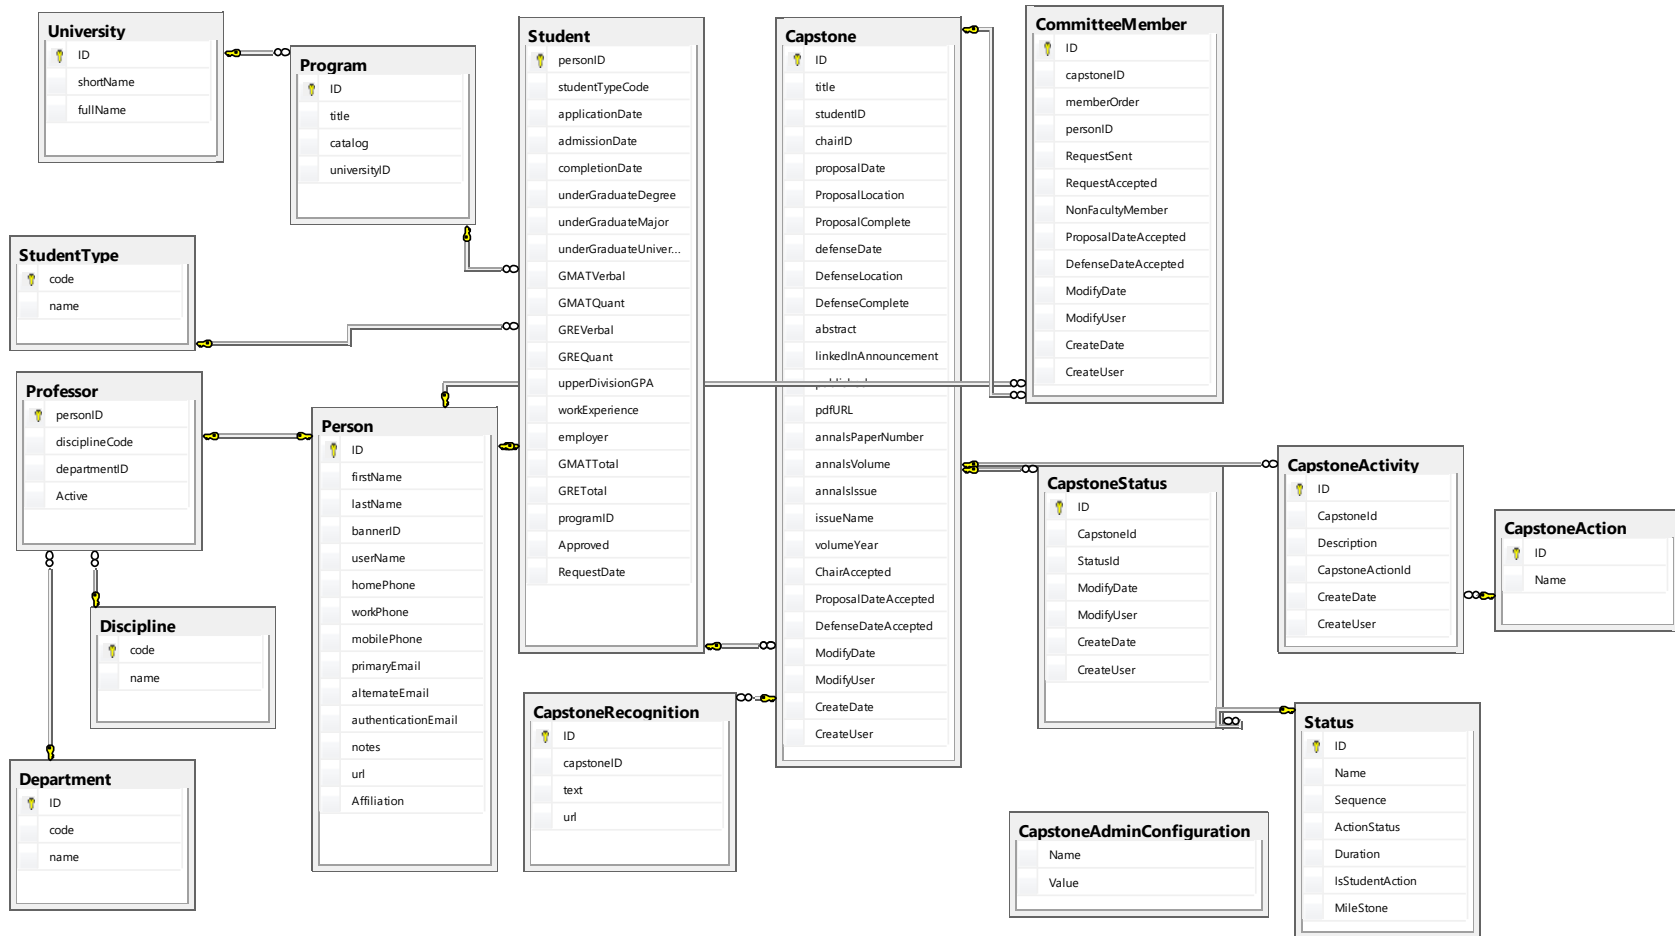 University
ID
shortName
fullName
Program
ID
title
catalog
universityID
StudentType
code
name
Professor
personID
disciplineCode
departmentID
Active
Discipline
code
name
Department
ID
code
name
Person
ID
firstName
lastName
bannerID
userName
homePhone
workPhone
mobilePhone
primaryEmail
alternateEmail
authenticationEmail
notes
url
Affiliation
Student
personID
studentTypeCode
applicationDate
admissionDate
completionDate
underGraduateDegree
underGraduateMajor
underGraduateUniver...
GMATVerbal
GMATQuant
GREVerbal
GREQuant
upperDivisionGPA
workExperience
employer
GMATTotal
GRETotal
programID
Approved
RequestDate
CapstoneRecognition
ID
capstoneID
text
url
Capstone
ID
title
studentID
chairID
proposalDate
ProposalLocation
ProposalComplete
defenseDate
DefenseLocation
DefenseComplete
abstract
linkedInAnnouncement
pdfURL
annalsPaperNumber
annalsVolume
annalsIssue
issueName
volumeYear
ChairAccepted
ProposalDateAccepted
DefenseDateAccepted
ModifyDate
ModifyUser
CreateDate
CreateUser
CommitteeMember
ID
capstoneID
memberOrder
personID
RequestSent
RequestAccepted
NonFacultyMember
ProposalDateAccepted
DefenseDateAccepted
ModifyDate
ModifyUser
CreateDate
CreateUser
CapstoneStatus
ID
CapstoneId
StatusId
ModifyDate
ModifyUser
CreateDate
CreateUser
CapstoneActivity
ID
CapstoneId
Description
CapstoneActionId
CreateDate
CreateUser
CapstoneAction
ID
Name
Status
ID
Name
Sequence
ActionStatus
Duration
IsStudentAction
MileStone
CapstoneAdminConfiguration
Name
Value